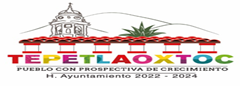 TEPETLAOXTOC
PUEBLO CON PROSPECTIVA DE CRECIMIENTO
H. Ayuntamiento 2022 - 2024